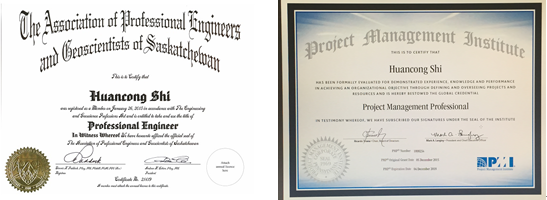 The Association of Professional Engineers
and Geoscientists of Saskatchewan
This is to Certify that
Huancong Shi
was registered as a Member on January 26, 2015 in accordance with The Engineering
and Geoscience Professions Act and is entitled to take and use the title of
Professional Engineer
In Witness Whereof we have hereunto affixed the official seal of
The Association of Professional Engineers and Geoscientists of Saskatchewan.
Certificate No.
Project Management Institute
THIS IS TO CERTIFY THAT
Huancong Shi
HAS BEEN FORMALLY EVALUATED FOR DEMONSTRATED EXPERIENCE, KNOWLEDGE AND PERFORMANCE
IN ACHIEVING AN ORGANIZATIONAL OBJECTIVE THROUGH DEFINING AND OVERSEEING PROJECTS AND
RESOURCES AND IS HEREBY BESTOWED THE GLOBAL CREDENTIAL
Project Management Professional
IN TESTIMONY WHEREOF, WE HAVE SUBSCRIBED OUR SIGNATURES UNDER THE SEAL OF THE INSTITUTE
PMI
Project Management Institute